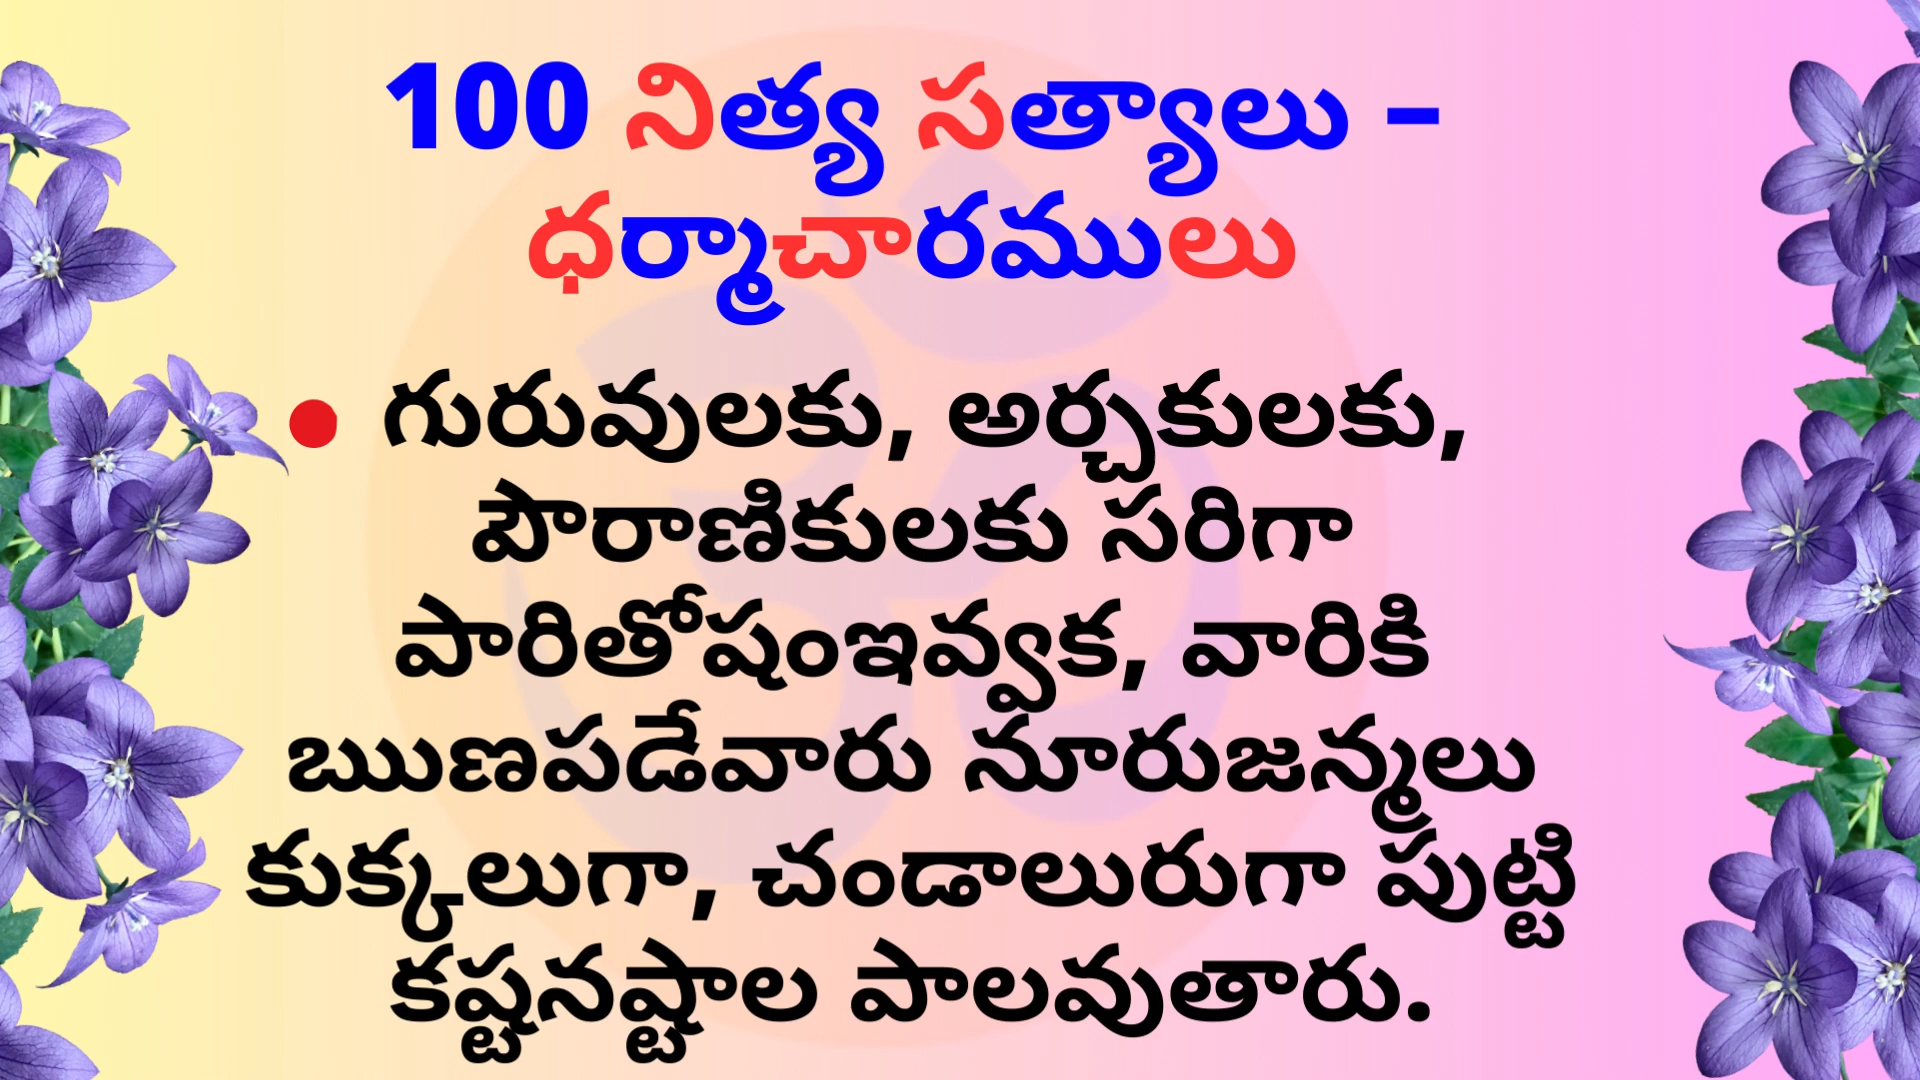 100 నిత్య సత్యాలు –
ధర్మాచారములు
• గురువులకు, అర్చకులకు,
పౌరాణికులకు సరిగా
పారితోషంఇవ్వక, వారికి
ఋణపడేవారు నూరుజన్మలు
కుక్కలుగా, చండాలురుగా పుట్టి
కష్టనష్టాల పాలవుతారు.